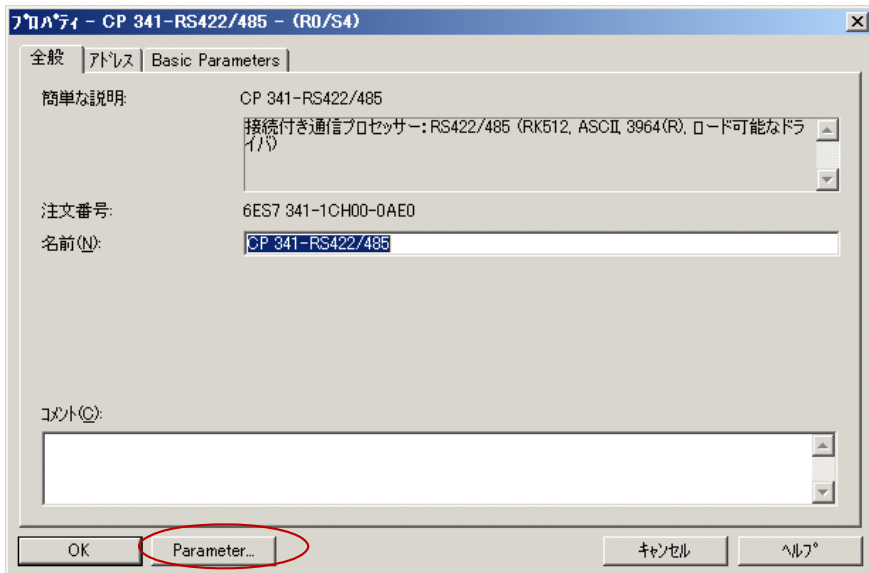 ﾌﾟﾛﾊﾟﾃｨ - CP 341-RS422/485 - (R0/S4)
全般 ｱﾄﾞﾚｽ Basic Parameters
簡単な説明: CP 341-RS422/485
接続付き通信プロセッサー: RS422/485 (RK512, ASCII, 3964(R), ロード可能なドラ
イバ)
注文番号: 6ES7 341-1CH00-0AE0
名前(N): CP 341-RS422/485
ｺﾒﾝﾄ(C):
OK Parameter... ｷｬﾝｾﾙ ﾍﾙﾌﾟ